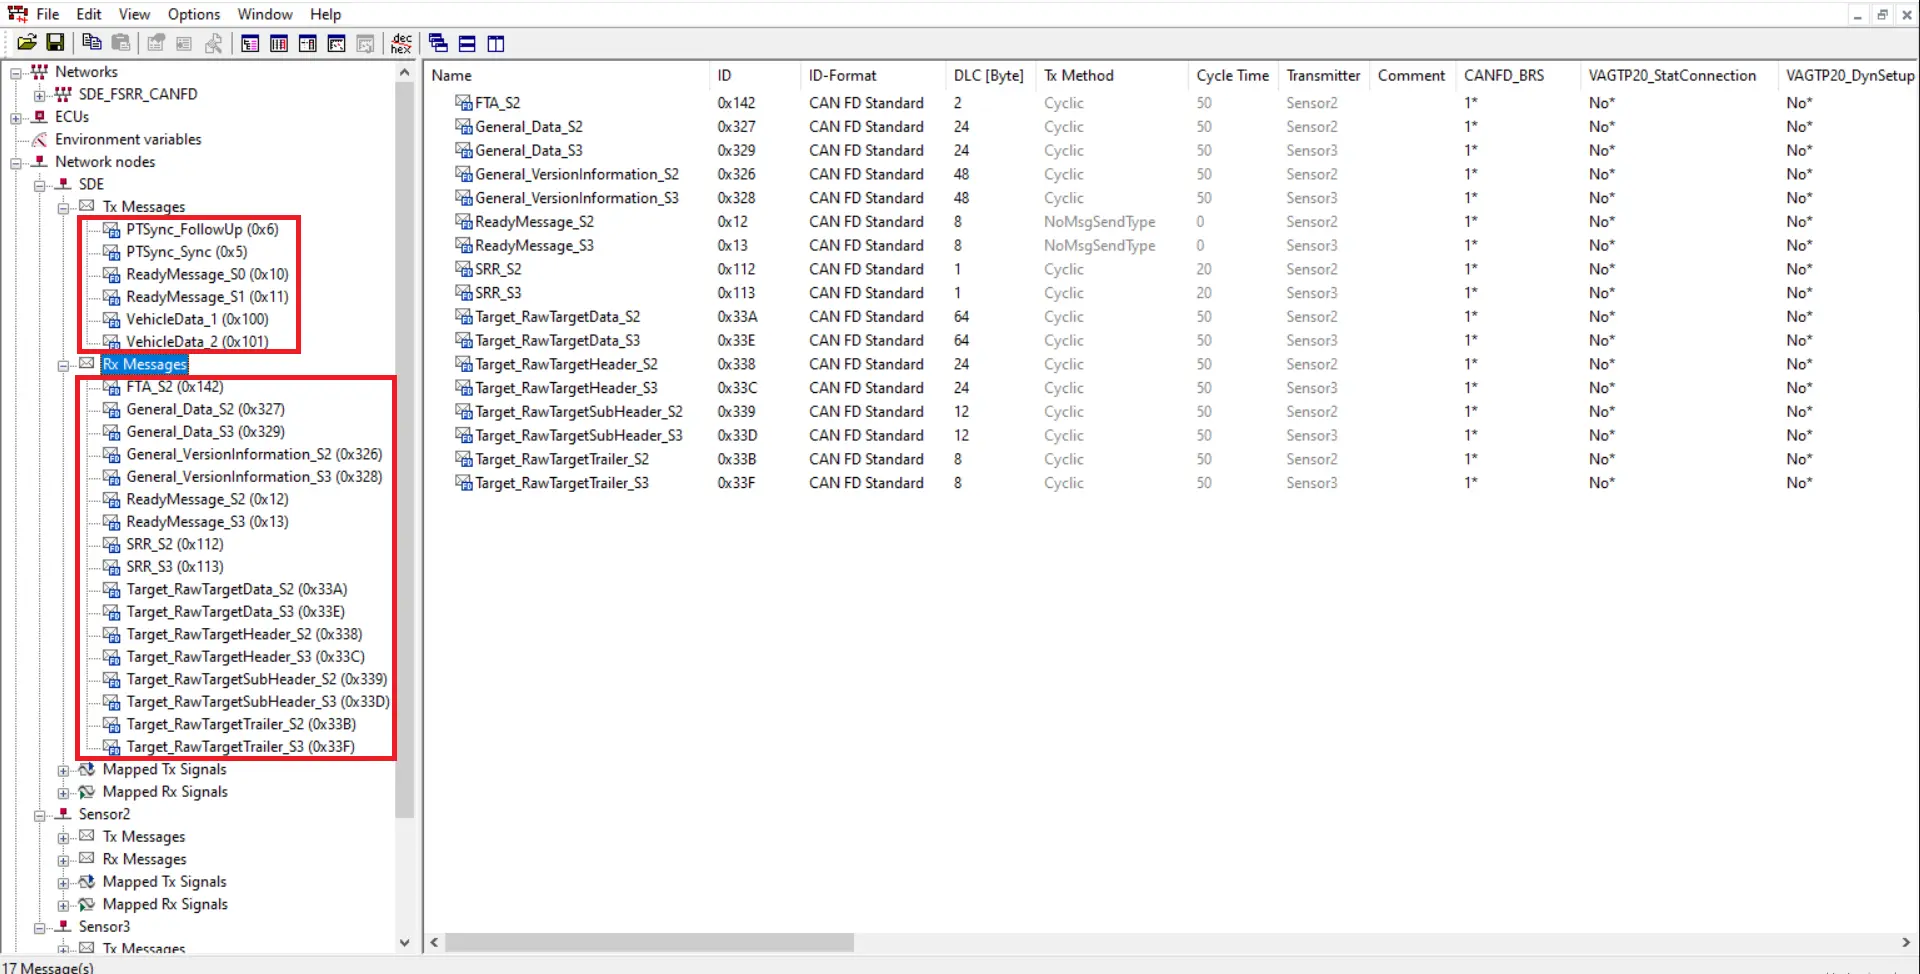 File Edit View Options Window Help
dec
hex
Networks
SDE_FSRR_CANFD
ECUs
Environment variables
Network nodes
SDE
Tx Messages
PTSync_FollowUp (0x6)
PTSync_Sync (0x5)
ReadyMessage_S0 (0x10)
ReadyMessage_S1 (0x11)
VehicleData_1 (0x100)
VehicleData_2 (0x101)
Rx Messages
FTA_S2 (0x142)
General_Data_S2 (0x327)
General_Data_S3 (0x329)
General_VersionInformation_S2 (0x326)
General_VersionInformation_S3 (0x328)
ReadyMessage_S2 (0x12)
ReadyMessage_S3 (0x13)
SRR_S2 (0x112)
SRR_S3 (0x113)
Target_RawTargetData_S2 (0x33A)
Target_RawTargetData_S3 (0x33E)
Target_RawTargetHeader_S2 (0x338)
Target_RawTargetHeader_S3 (0x33C)
Target_RawTargetSubHeader_S2 (0x339)
Target_RawTargetSubHeader_S3 (0x33D)
Target_RawTargetTrailer_S2 (0x33B)
Target_RawTargetTrailer_S3 (0x33F)
Mapped Tx Signals
Mapped Rx Signals
Sensor2
Tx Messages
Rx Messages
Mapped Tx Signals
Mapped Rx Signals
Sensor3
Tx Messages
Name ID ID-Format DLC [Byte] Tx Method Cycle Time Transmitter Comment CANFD_BRS VAGTP20_StatConnection VAGTP20_DynSetup
FTA_S2 0x142 CAN FD Standard 2 Cyclic 50 Sensor2 1* No* No*
General_Data_S2 0x327 CAN FD Standard 24 Cyclic 50 Sensor2 1* No* No*
General_Data_S3 0x329 CAN FD Standard 24 Cyclic 50 Sensor3 1* No* No*
General_VersionInformation_S2 0x326 CAN FD Standard 48 Cyclic 50 Sensor2 1* No* No*
General_VersionInformation_S3 0x328 CAN FD Standard 48 Cyclic 50 Sensor3 1* No* No*
ReadyMessage_S2 0x12 CAN FD Standard 8 NoMsgSendType 0 Sensor2 1* No* No*
ReadyMessage_S3 0x13 CAN FD Standard 8 NoMsgSendType 0 Sensor3 1* No* No*
SRR_S2 0x112 CAN FD Standard 1 Cyclic 20 Sensor2 1* No* No*
SRR_S3 0x113 CAN FD Standard 1 Cyclic 20 Sensor3 1* No* No*
Target_RawTargetData_S2 0x33A CAN FD Standard 64 Cyclic 50 Sensor2 1* No* No*
Target_RawTargetData_S3 0x33E CAN FD Standard 64 Cyclic 50 Sensor3 1* No* No*
Target_RawTargetHeader_S2 0x338 CAN FD Standard 24 Cyclic 50 Sensor2 1* No* No*
Target_RawTargetHeader_S3 0x33C CAN FD Standard 24 Cyclic 50 Sensor3 1* No* No*
Target_RawTargetSubHeader_S2 0x339 CAN FD Standard 12 Cyclic 50 Sensor2 1* No* No*
Target_RawTargetSubHeader_S3 0x33D CAN FD Standard 12 Cyclic 50 Sensor3 1* No* No*
Target_RawTargetTrailer_S2 0x33B CAN FD Standard 8 Cyclic 50 Sensor2 1* No* No*
Target_RawTargetTrailer_S3 0x33F CAN FD Standard 8 Cyclic 50 Sensor3 1* No* No*
17 Message(s)